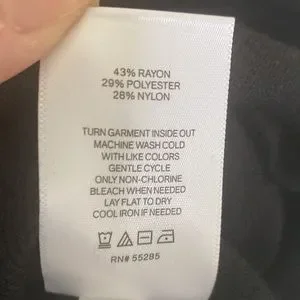 43% RAYON
29% POLYESTER
28% NYLON
TURN GARMENT INSIDE OUT
MACHINE WASH COLD
WITH LIKE COLORS
GENTLE CYCLE
ONLY NON-CHLORINE
BLEACH WHEN NEEDED
LAY FLAT TO DRY
COOL IRON IF NEEDED
RN# 55285